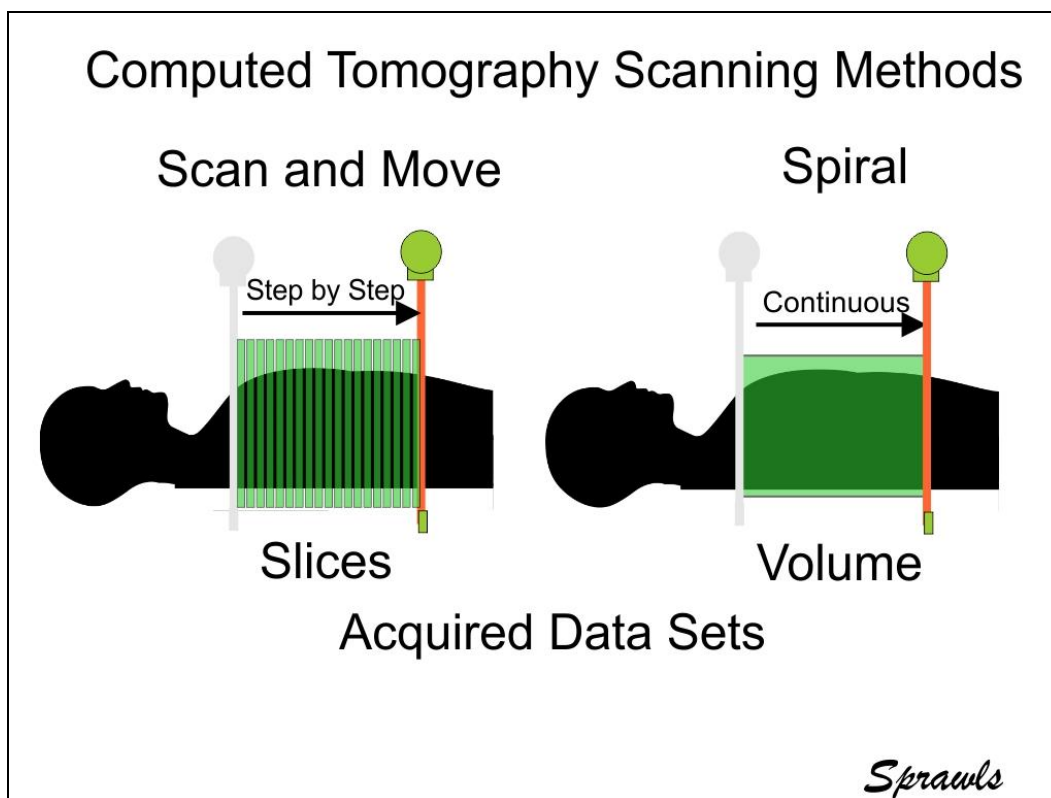 Computed Tomography Scanning Methods
Scan and Move
Spiral
Step by Step
Continuous
Slices
Volume
Acquired Data Sets
Sprawls